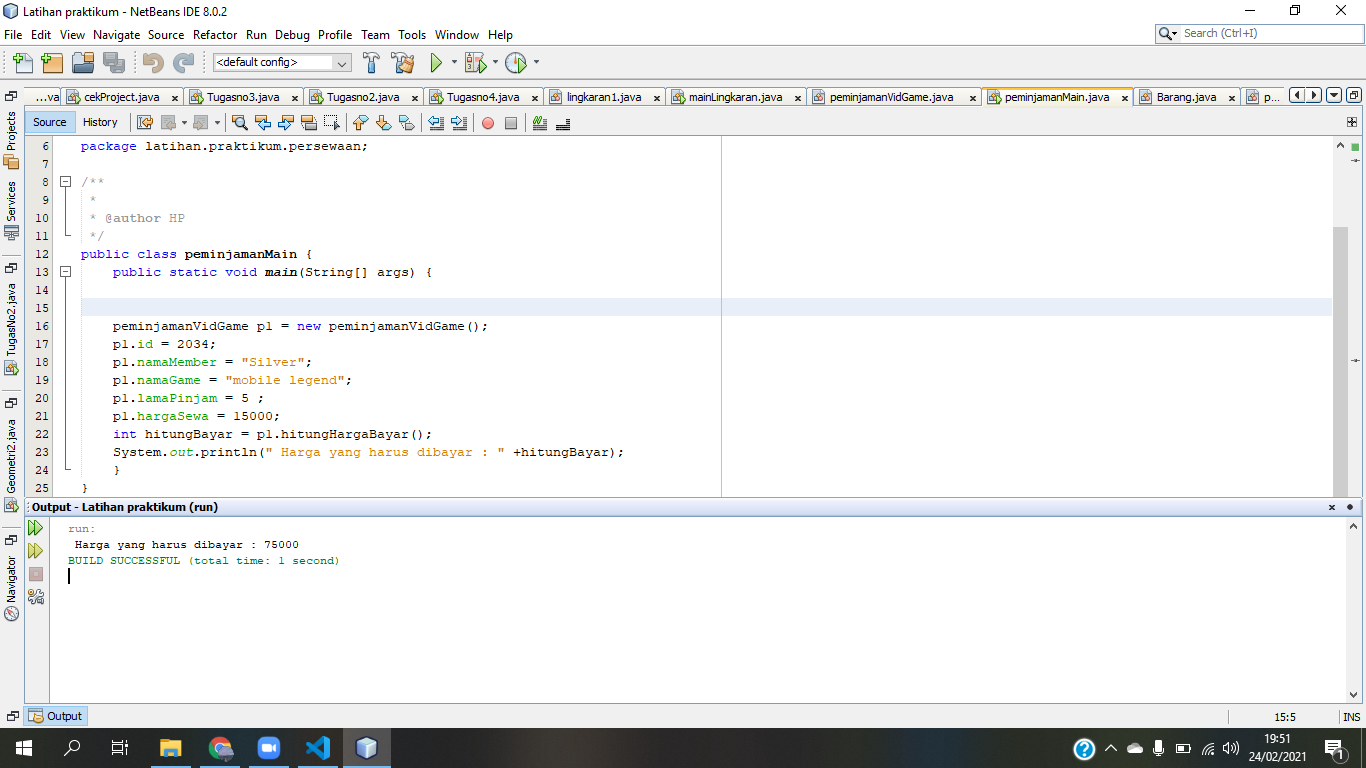 Latihan praktikum - NetBeans IDE 8.0.2
File Edit View Navigate Source Refactor Run Debug Profile Team Tools Window Help
Search (Ctrl+I)
<default config>
...va cekProject.java Tugasno3.java Tugasno2.java Tugasno4.java lingkaran1.java mainLingkaran.java peminjamanVidGame.java peminjamanMain.java Barang.java p...
Source History
Projects
Services
TugasNo2.java
Geometri2.java
Navigator
6 package latihan.praktikum.persewaan;
7
8 /**
9 *
10 * @author HP
11 */
12 public class peminjamanMain {
13 public static void main(String[] args) {
14
15
16 peminjamanVidGame p1 = new peminjamanVidGame();
17 p1.id = 2034;
18 p1.namaMember = "Silver";
19 p1.namaGame = "mobile legend";
20 p1.lamaPinjam = 5 ;
21 p1.hargaSewa = 15000;
22 int hitungBayar = p1.hitungHargaBayar();
23 System.out.println(" Harga yang harus dibayar : " +hitungBayar);
24 }
25 }
Output - Latihan praktikum (run)
run:
Harga yang harus dibayar : 75000
BUILD SUCCESSFUL (total time: 1 second)
Output
15:5 INS
19:51
24/02/2021
1